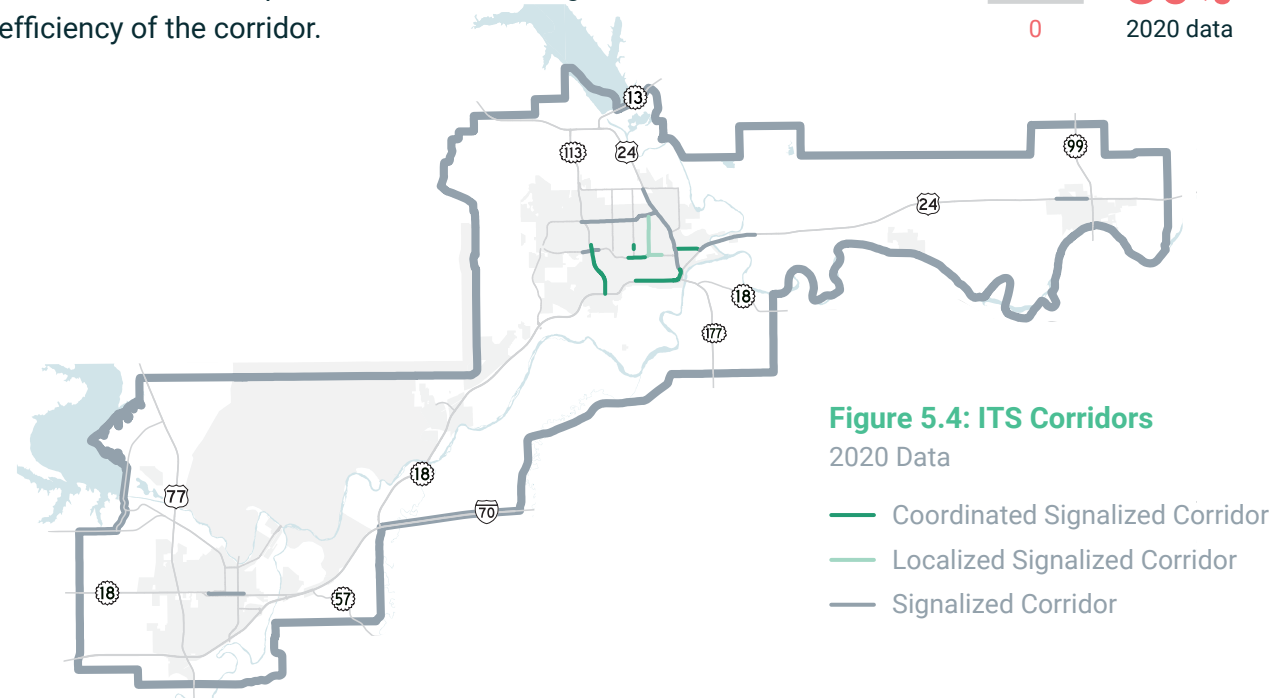 efficiency of the corridor.
0
2020 data
13
113
24
99
24
18
177
18
77
70
18
57
Figure 5.4: ITS Corridors
2020 Data
Coordinated Signalized Corridor
Localized Signalized Corridor
Signalized Corridor